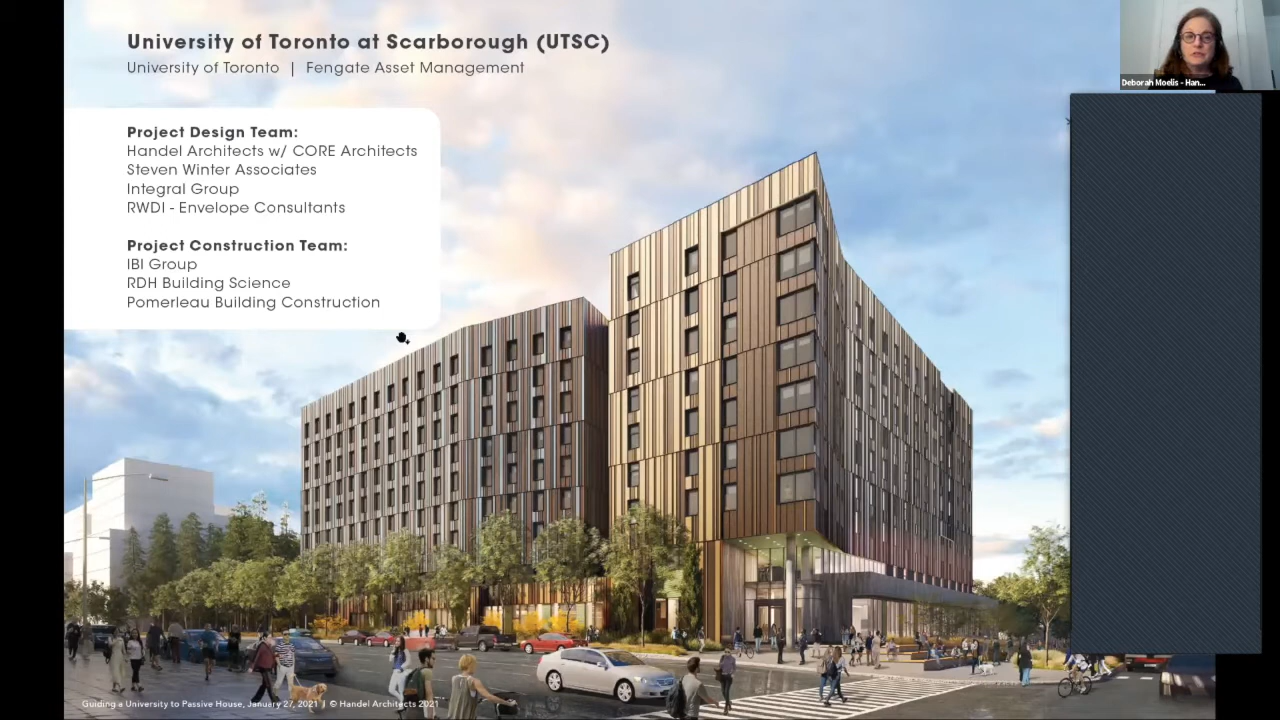 University of Toronto at Scarborough (UTSC)
University of Toronto | Fengate Asset Management
Project Design Team:
Handel Architects w/ CORE Architects
Steven Winter Associates
Integral Group
RWDI - Envelope Consultants
Project Construction Team:
IBI Group
RDH Building Science
Pomerleau Building Construction
Deborah Moelis - Han...
Guiding a University to Passive House, January 27, 2021 | © Handel Architects 2021